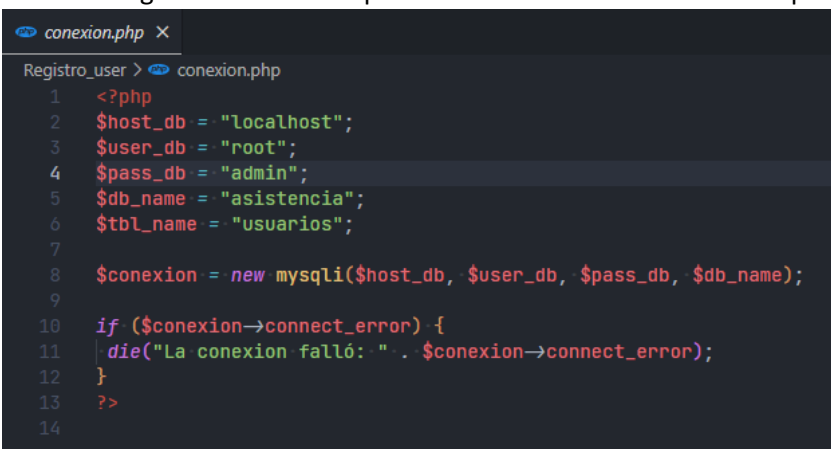 conexion.php ×
Registro_user > conexion.php
1 <?php
2 $host_db = "localhost";
3 $user_db = "root";
4 $pass_db = "admin";
5 $db_name = "asistencia";
6 $tbl_name = "usuarios";
7
8 $conexion = new mysqli($host_db, $user_db, $pass_db, $db_name);
9
10 if ($conexion->connect_error) {
11 die("La conexion falló: " . $conexion->connect_error);
12 }
13 ?>
14